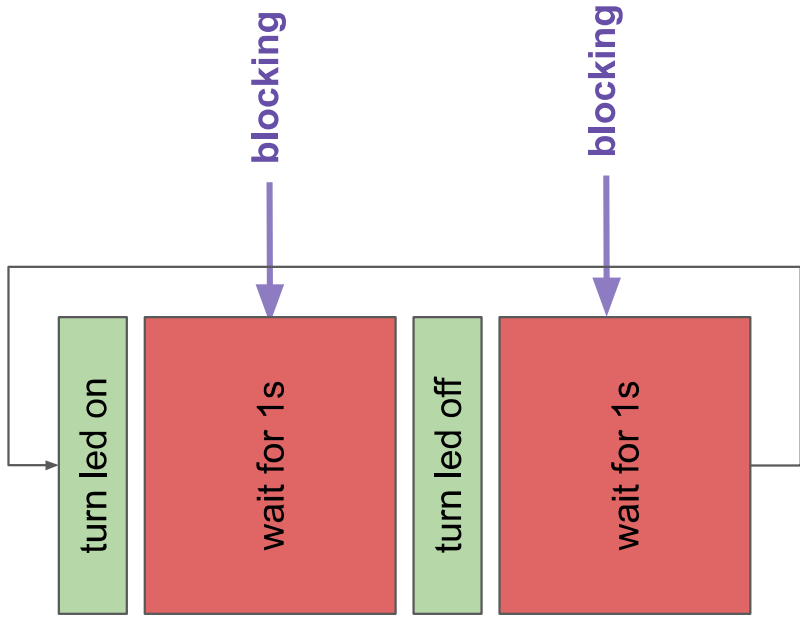 blocking
blocking
turn led on
wait for 1s
turn led off
wait for 1s